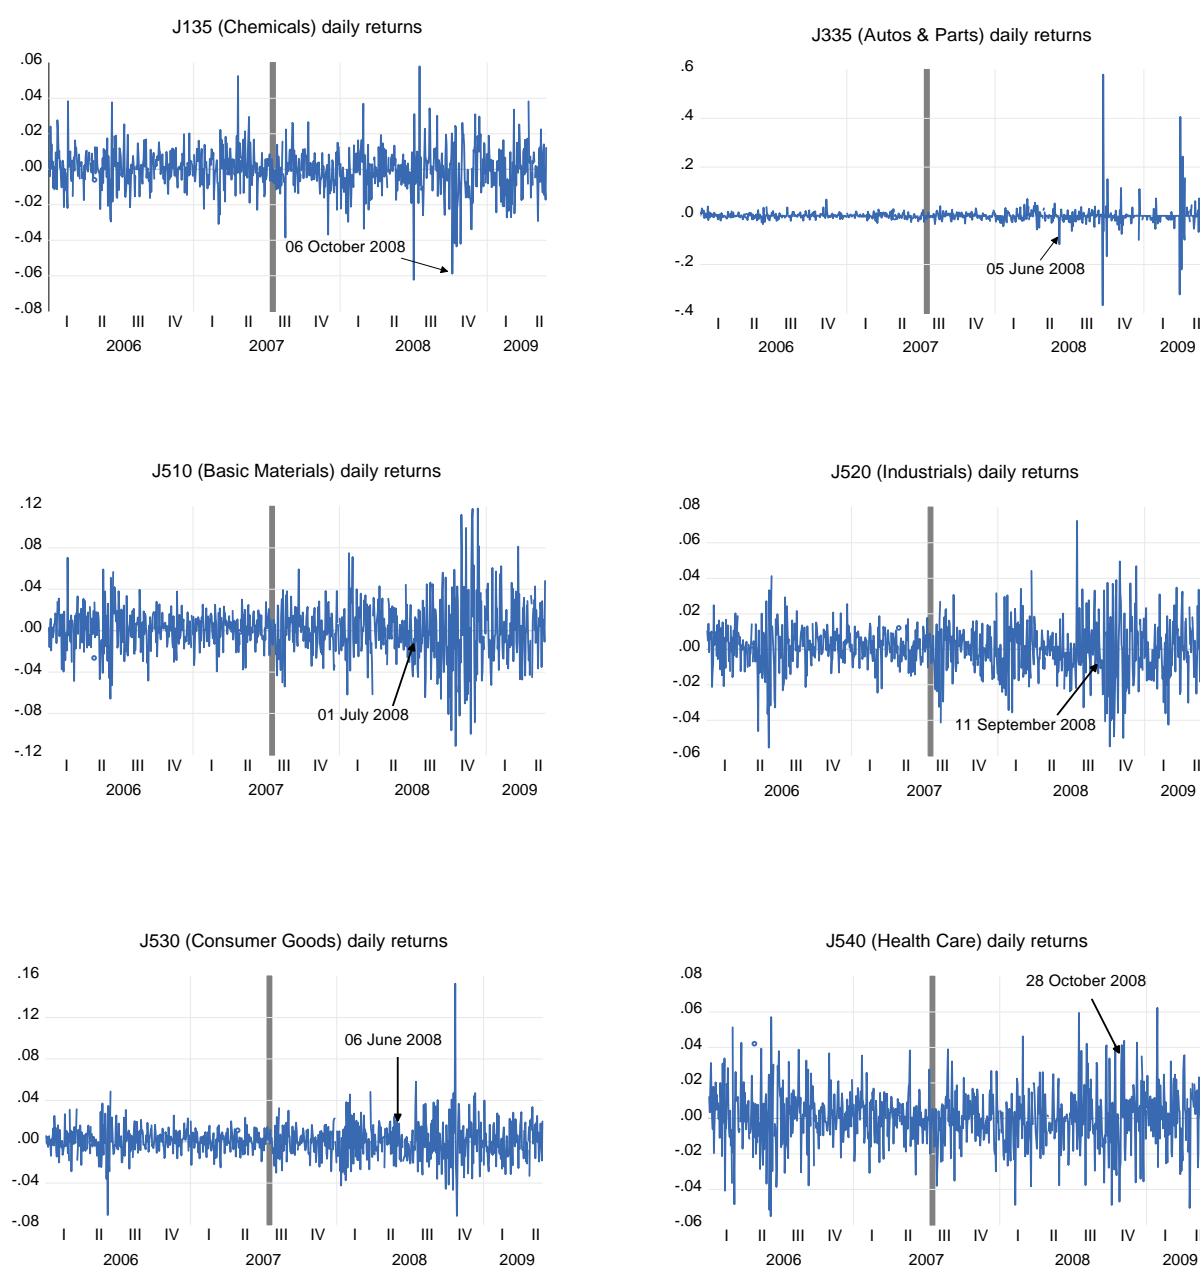 J135 (Chemicals) daily returns
.06
.04
.02
.00
-.02
-.04
-.06
-.08
06 October 2008
I II III IV I II III IV I II III IV I II
2006 2007 2008 2009
J335 (Autos & Parts) daily returns
.6
.4
.2
.0
-.2
-.4
05 June 2008
I II III IV I II III IV I II III IV I II
2006 2007 2008 2009
J510 (Basic Materials) daily returns
.12
.08
.04
.00
-.04
-.08
-.12
01 July 2008
I II III IV I II III IV I II III IV I II
2006 2007 2008 2009
J520 (Industrials) daily returns
.08
.06
.04
.02
.00
-.02
-.04
-.06
11 September 2008
I II III IV I II III IV I II III IV I II
2006 2007 2008 2009
J530 (Consumer Goods) daily returns
.16
.12
.08
.04
.00
-.04
-.08
06 June 2008
I II III IV I II III IV I II III IV I II
2006 2007 2008 2009
J540 (Health Care) daily returns
.08
.06
.04
.02
.00
-.02
-.04
-.06
28 October 2008
I II III IV I II III IV I II III IV I II
2006 2007 2008 2009